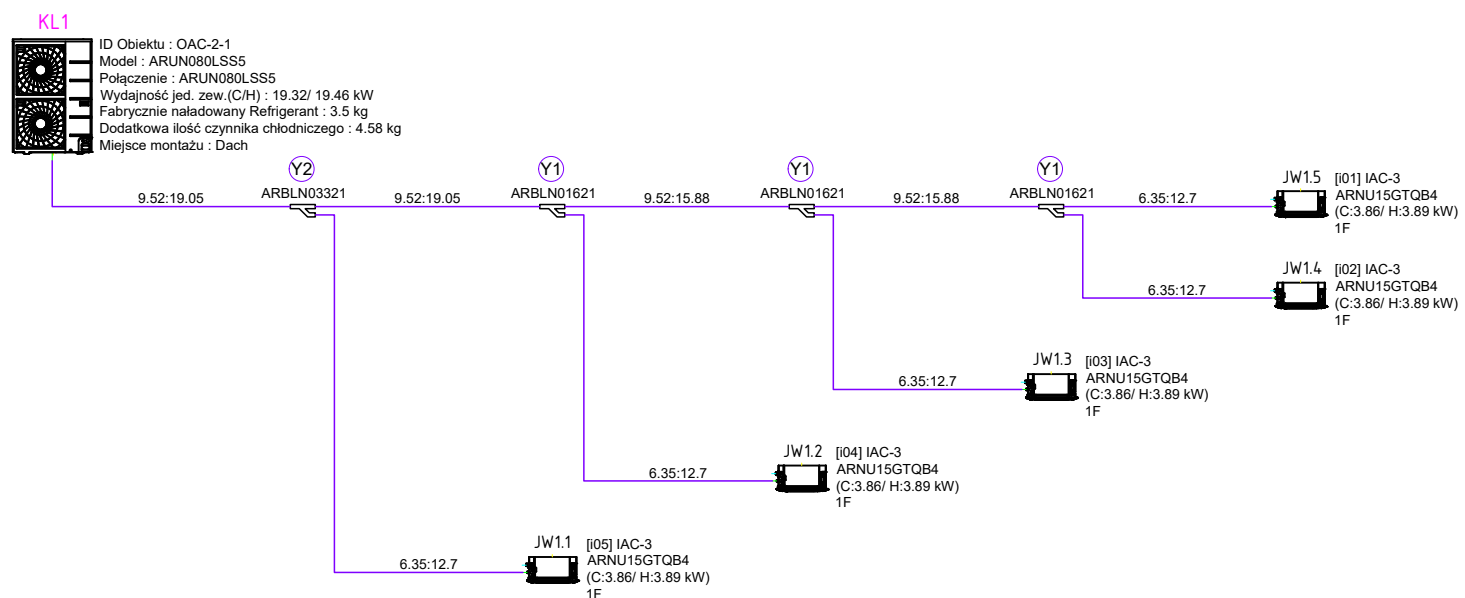 KL1
ID Obiektu : OAC-2-1
Model : ARUN080LSS5
Połączenie : ARUN080LSS5
Wydajność jed. zew.(C/H) : 19.32/ 19.46 kW
Fabrycznie naładowany Refrigerant : 3.5 kg
Dodatkowa ilość czynnika chłodniczego : 4.58 kg
Miejsce montażu : Dach
Y2
ARBLN03321
Y1
ARBLN01621
Y1
ARBLN01621
Y1
ARBLN01621
9.52:19.05
9.52:19.05
9.52:15.88
9.52:15.88
6.35:12.7
JW1.5
[i01] IAC-3
ARNU15GTQB4
(C:3.86/ H:3.89 kW)
1F
6.35:12.7
JW1.4
[i02] IAC-3
ARNU15GTQB4
(C:3.86/ H:3.89 kW)
1F
6.35:12.7
JW1.3
[i03] IAC-3
ARNU15GTQB4
(C:3.86/ H:3.89 kW)
1F
6.35:12.7
JW1.2
[i04] IAC-3
ARNU15GTQB4
(C:3.86/ H:3.89 kW)
1F
6.35:12.7
JW1.1
[i05] IAC-3
ARNU15GTQB4
(C:3.86/ H:3.89 kW)
1F